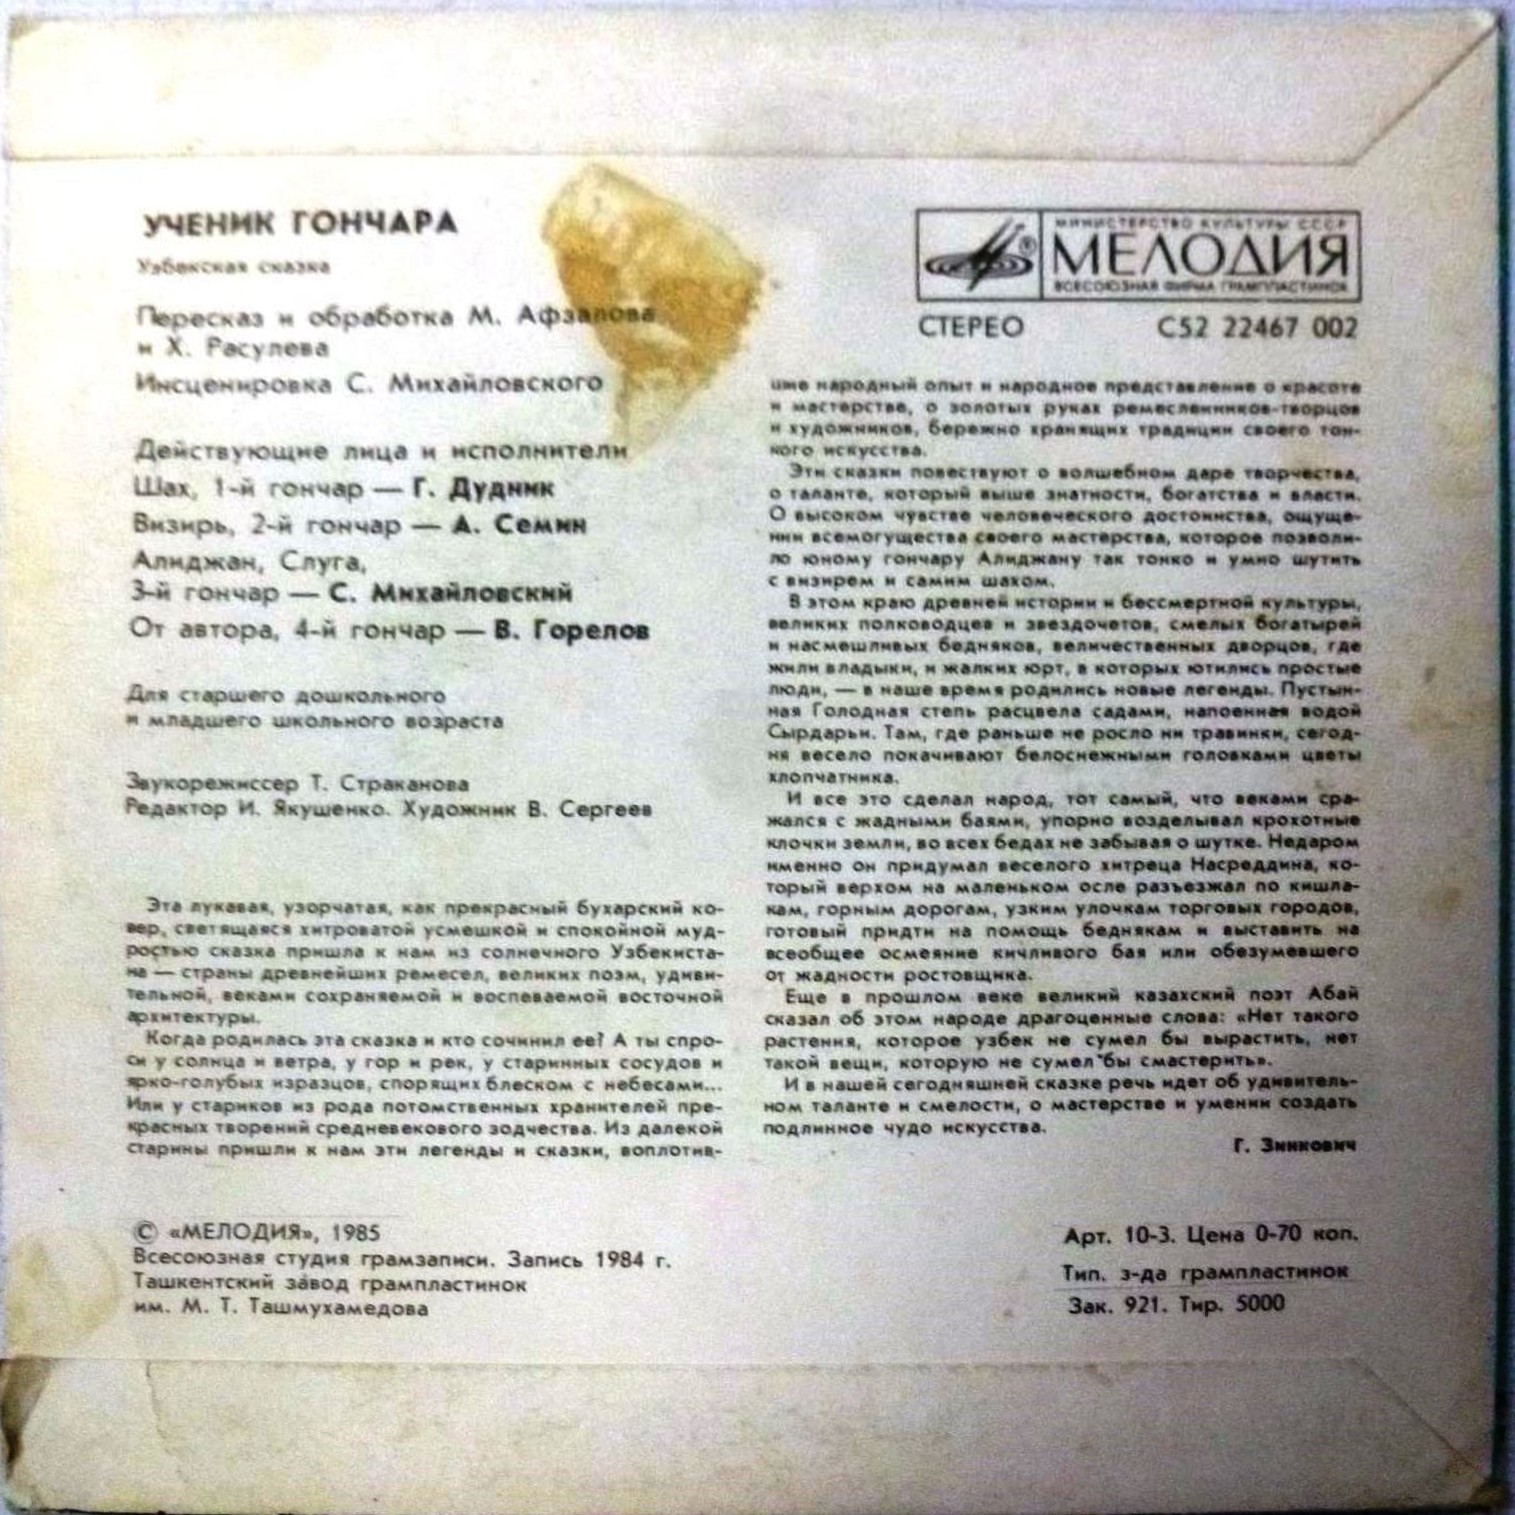 УЧЕНИК ГОНЧАРА
Узбекская сказка
Пересказ и обработка М. Афзалова
и Х. Расулева
Инсценировка С. Михайловского
Действующие лица и исполнители
Шах, 1-й гончар — Г. Дудник
Визирь, 2-й гончар — А. Семин
Алиджан, Слуга,
3-й гончар — С. Михайловский
От автора, 4-й гончар — В. Горелов
Для старшего дошкольного
и младшего школьного возраста
Звукорежиссер Т. Страканова
Редактор И. Якушенко. Художник В. Сергеев
Эта лукавая, узорчатая, как прекрасный бухарский ко-
вер, светящаяся хитроватой усмешкой и спокойной муд-
ростью сказка пришла к нам из солнечного Узбекиста-
на — страны древнейших ремесел, великих поэм, удиви-
тельной, веками сохраняемой и воспеваемой восточной
архитектуры.
Когда родилась эта сказка и кто сочинил ее? А ты спро-
си у солнца и ветра, у гор и рек, у старинных сосудов и
ярко-голубых изразцов, спорящих блеском с небесами...
Или у стариков из рода потомственных хранителей пре-
красных творений средневекового зодчества. Из далекой
старины пришли к нам эти легенды и сказки, воплотив-
МИНИСТЕРСТВО КУЛЬТУРЫ СССР
МЕЛОДИЯ
ВСЕСОЮЗНАЯ ФИРМА ГРАМПЛАСТИНОК
СТЕРЕО С52 22467 002
шие народный опыт и народное представление о красоте
и мастерстве, о золотых руках ремесленников-творцов
и художников, бережно хранящих традиции своего тон-
кого искусства.
Эти сказки повествуют о волшебном даре творчества,
о таланте, который выше знатности, богатства и власти.
О высоком чувстве человеческого достоинства, ощуще-
нии всемогущества своего мастерства, которое позволи-
ло юному гончару Алиджану так тонко и умно шутить
с визирем и самим шахом.
В этом краю древней истории и бессмертной культуры,
великих полководцев и звездочетов, смелых богатырей
и насмешливых бедняков, величественных дворцов, где
жили владыки, и жалких юрт, в которых ютились простые
люди, — в наше время родились новые легенды. Пустын-
ная Голодная степь расцвела садами, напоенная водой
Сырдарьи. Там, где раньше не росло ни травинки, сегод-
ня весело покачивают белоснежными головками цветы
хлопчатника.
И все это сделал народ, тот самый, что веками сра-
жался с жадными баями, упорно возделывал крохотные
клочки земли, во всех бедах не забывая о шутке. Недаром
именно он придумал веселого хитреца Насреддина, ко-
торый верхом на маленьком осле разъезжал по кишла-
кам, горным дорогам, узким улочкам торговых городов,
готовый придти на помощь беднякам и выставить на
всеобщее осмеяние кичливого бая или обезумевшего
от жадности ростовщика.
Еще в прошлом веке великий казахский поэт Абай
сказал об этом народе драгоценные слова: «Нет такого
растения, которое узбек не сумел бы вырастить, нет
такой вещи, которую не сумел бы смастерить».
И в нашей сегодняшней сказке речь идет об удивитель-
ном таланте и смелости, о мастерстве и умении создать
подлинное чудо искусства.
Г. Зинкович
© «МЕЛОДИЯ», 1985
Всесоюзная студия грамзаписи. Запись 1984 г.
Ташкентский завод грампластинок
им. М. Т. Ташмухамедова
Арт. 10-3. Цена 0-70 коп.
Тип. з-да грампластинок
Зак. 921. Тир. 5000